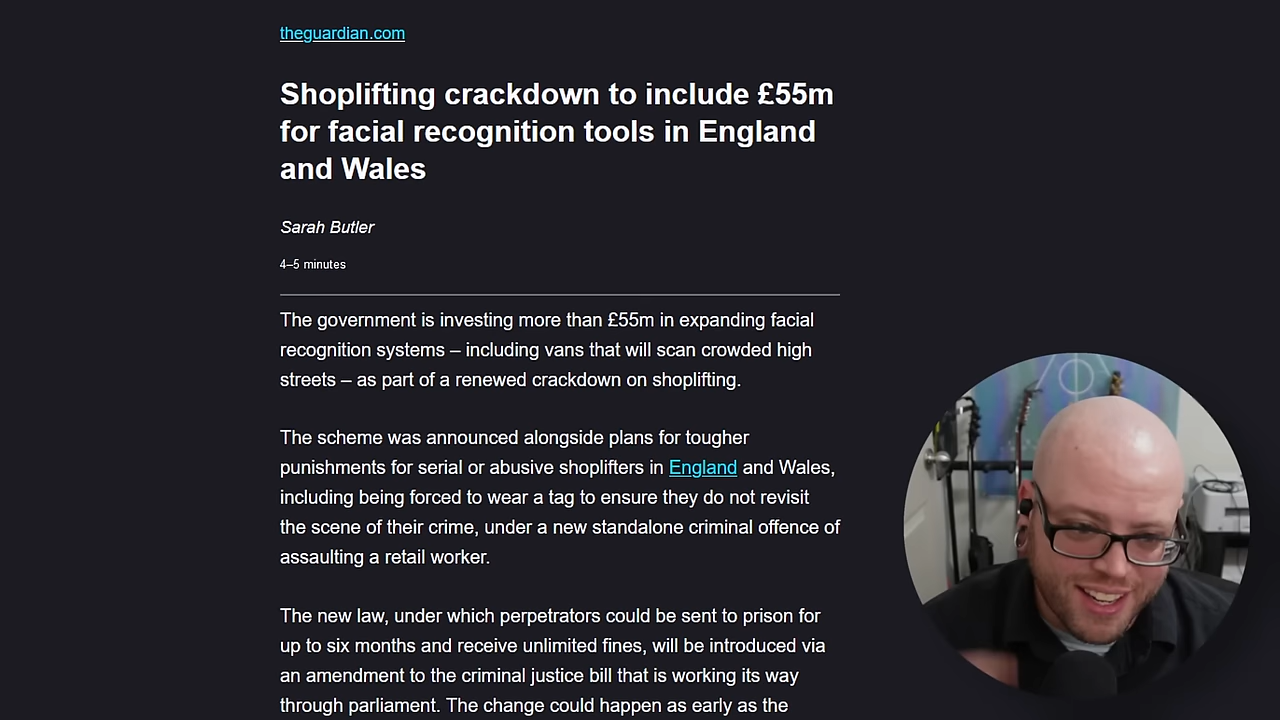 theguardian.com
Shoplifting crackdown to include £55m
for facial recognition tools in England
and Wales
Sarah Butler
4–5 minutes
The government is investing more than £55m in expanding facial
recognition systems – including vans that will scan crowded high
streets – as part of a renewed crackdown on shoplifting.
The scheme was announced alongside plans for tougher
punishments for serial or abusive shoplifters in England and Wales,
including being forced to wear a tag to ensure they do not revisit
the scene of their crime, under a new standalone criminal offence of
assaulting a retail worker.
The new law, under which perpetrators could be sent to prison for
up to six months and receive unlimited fines, will be introduced via
an amendment to the criminal justice bill that is working its way
through parliament. The change could happen as early as the